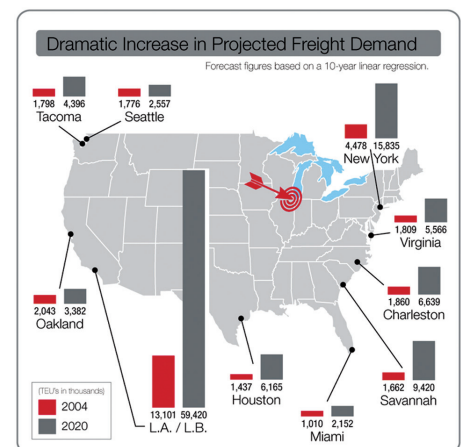 Dramatic Increase in Projected Freight Demand
Forecast figures based on a 10-year linear regression.
1,798 4,396
Tacoma
1,776 2,557
Seattle
4,478 15,835
New York
1,809 5,566
Virginia
2,043 3,382
Oakland
1,860 6,639
Charleston
13,101 59,420
L.A. / L.B.
1,437 6,165
Houston
1,662 9,420
Savannah
1,010 2,152
Miami
(TEU's in thousands)
2004
2020